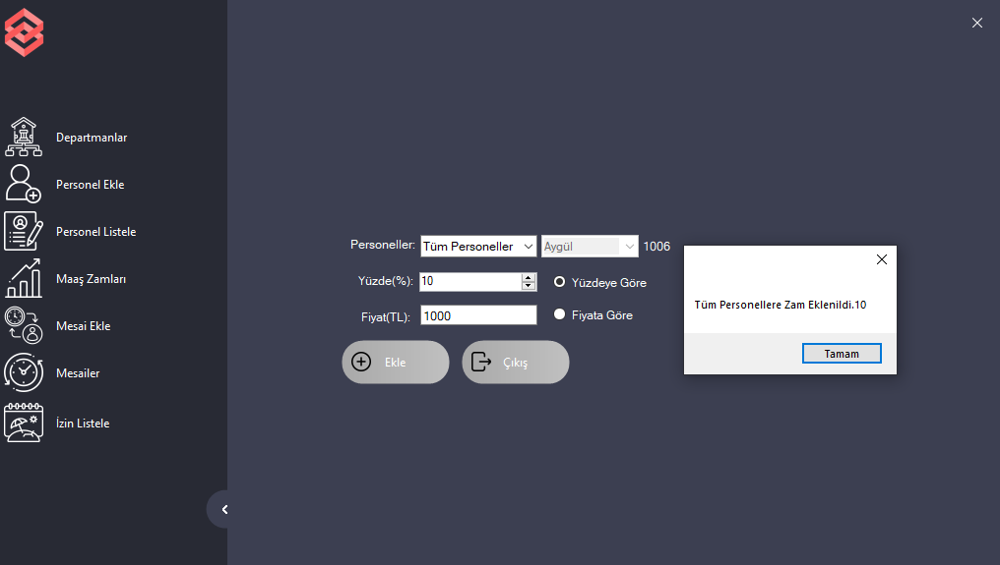 Departmanlar
Personel Ekle
Personel Listele
Maaş Zamları
Mesai Ekle
Mesailer
İzin Listele
Personeller: Tüm Personeller Aygül 1006
Yüzde(%): 10 Yüzdeye Göre
Fiyat(TL): 1000 Fiyata Göre
Ekle Çıkış
Tüm Personellere Zam Eklenildi.10
Tamam